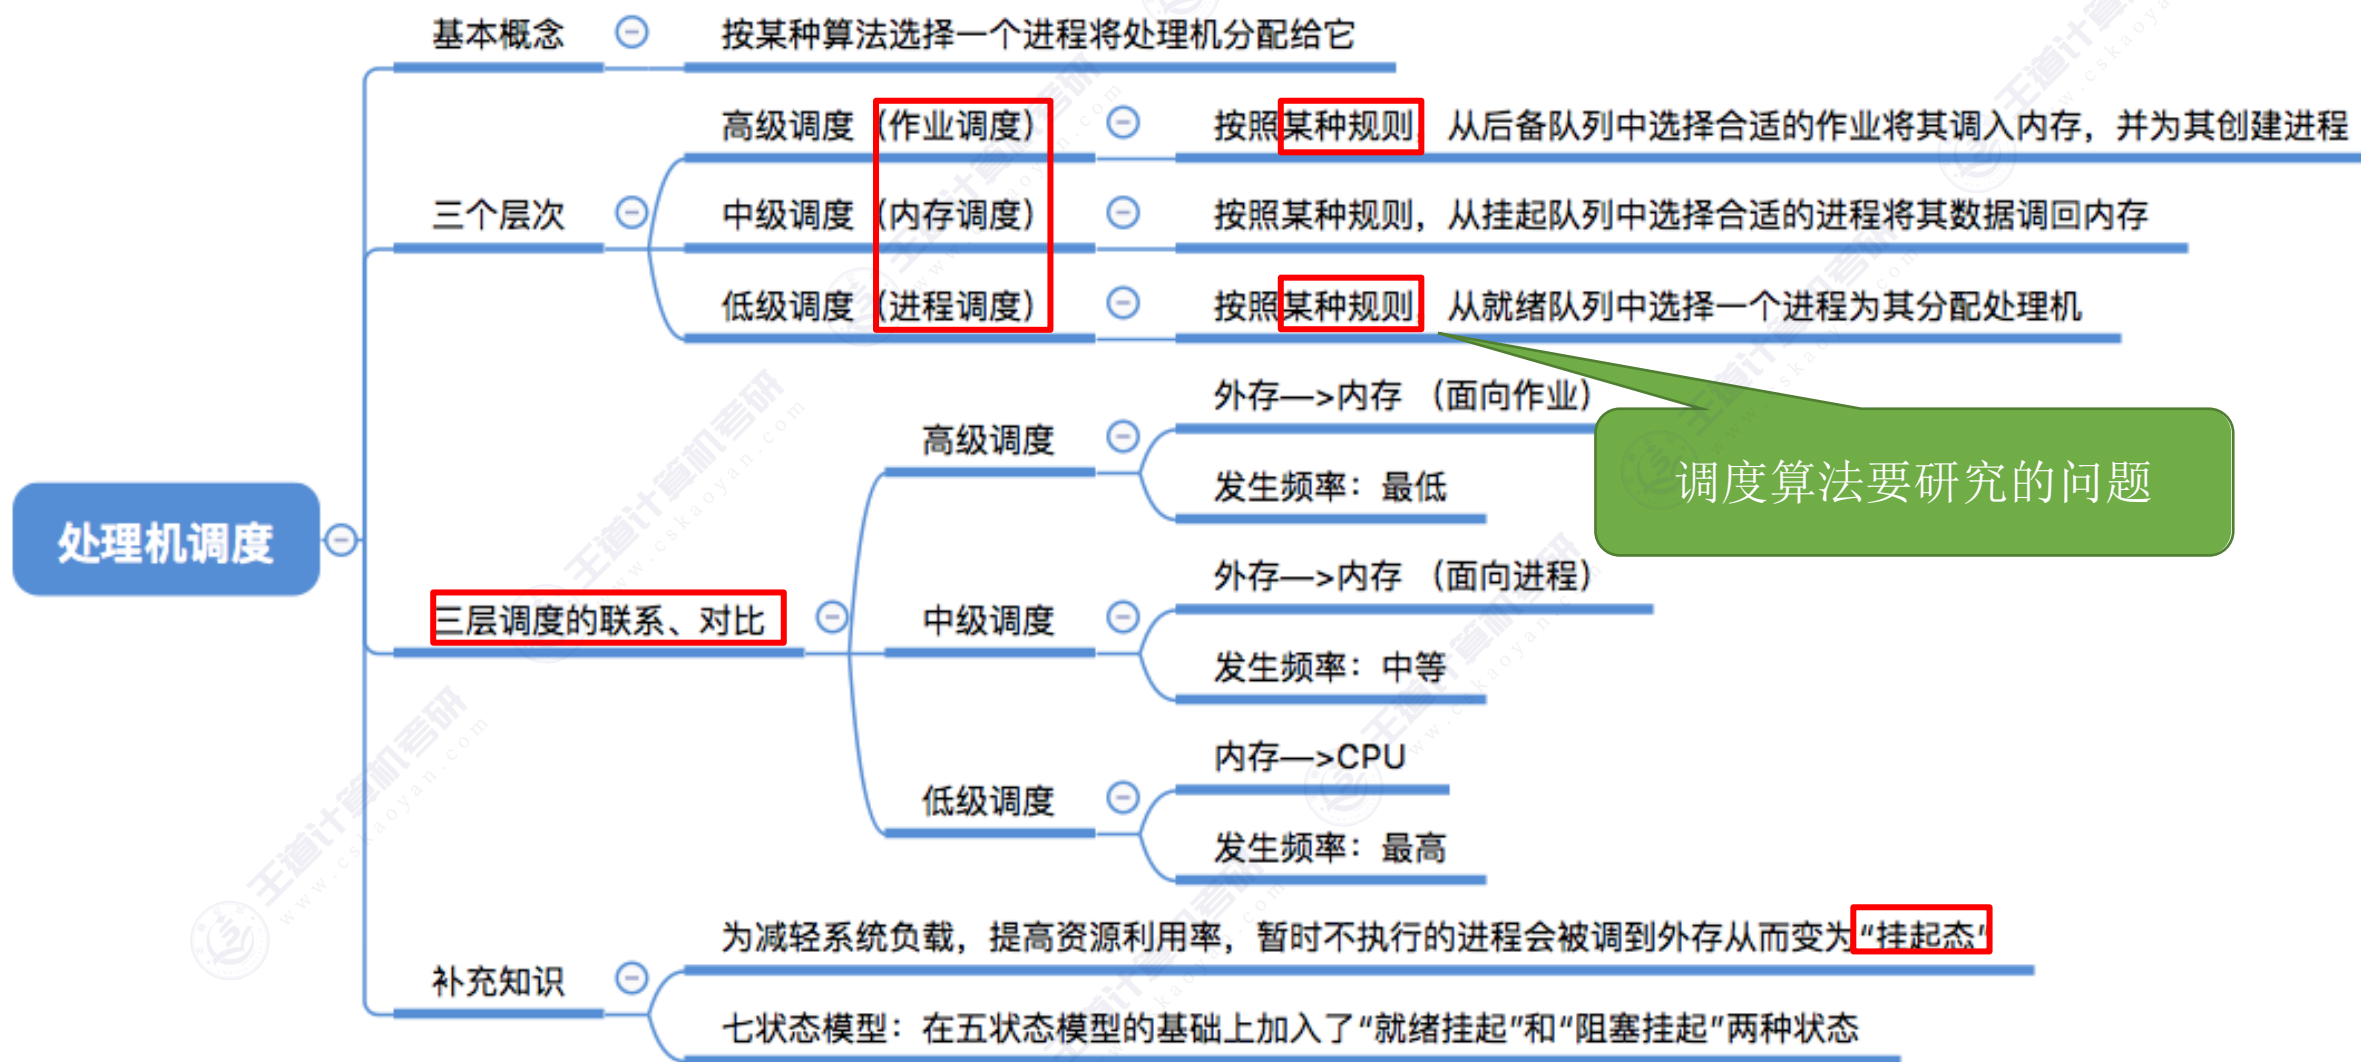 基本概念
按某种算法选择一个进程将处理机分配给它
三个层次
高级调度（作业调度）
按照某种规则，从后备队列中选择合适的作业将其调入内存，并为其创建进程
中级调度（内存调度）
按照某种规则，从挂起队列中选择合适的进程将其数据调回内存
低级调度（进程调度）
按照某种规则，从就绪队列中选择一个进程为其分配处理机
调度算法要研究的问题
处理机调度
三层调度的联系、对比
高级调度
外存—>内存 （面向作业）
发生频率：最低
中级调度
外存—>内存 （面向进程）
发生频率：中等
低级调度
内存—>CPU
发生频率：最高
补充知识
为减轻系统负载，提高资源利用率，暂时不执行的进程会被调到外存从而变为“挂起态”
七状态模型：在五状态模型的基础上加入了“就绪挂起”和“阻塞挂起”两种状态
王道计算机考研
www.cskaoyan.com